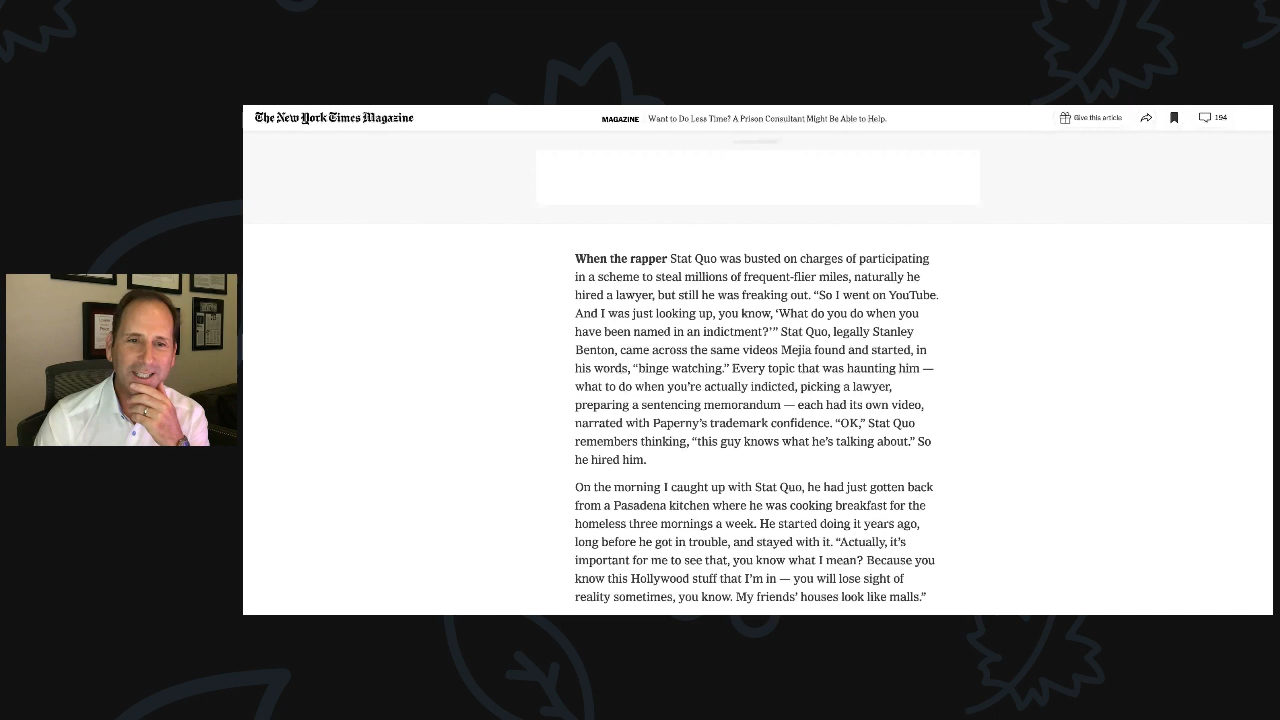 The New York Times Magazine
MAGAZINE Want to Do Less Time? A Prison Consultant Might Be Able to Help.
Give this article
194
When the rapper Stat Quo was busted on charges of participating
in a scheme to steal millions of frequent-flier miles, naturally he
hired a lawyer, but still he was freaking out. “So I went on YouTube.
And I was just looking up, you know, ‘What do you do when you
have been named in an indictment?’” Stat Quo, legally Stanley
Benton, came across the same videos Mejia found and started, in
his words, “binge watching.” Every topic that was haunting him —
what to do when you’re actually indicted, picking a lawyer,
preparing a sentencing memorandum — each had its own video,
narrated with Paperny’s trademark confidence. “OK,” Stat Quo
remembers thinking, “this guy knows what he’s talking about.” So
he hired him.
On the morning I caught up with Stat Quo, he had just gotten back
from a Pasadena kitchen where he was cooking breakfast for the
homeless three mornings a week. He started doing it years ago,
long before he got in trouble, and stayed with it. “Actually, it’s
important for me to see that, you know what I mean? Because you
know this Hollywood stuff that I’m in — you will lose sight of
reality sometimes, you know. My friends’ houses look like malls.”